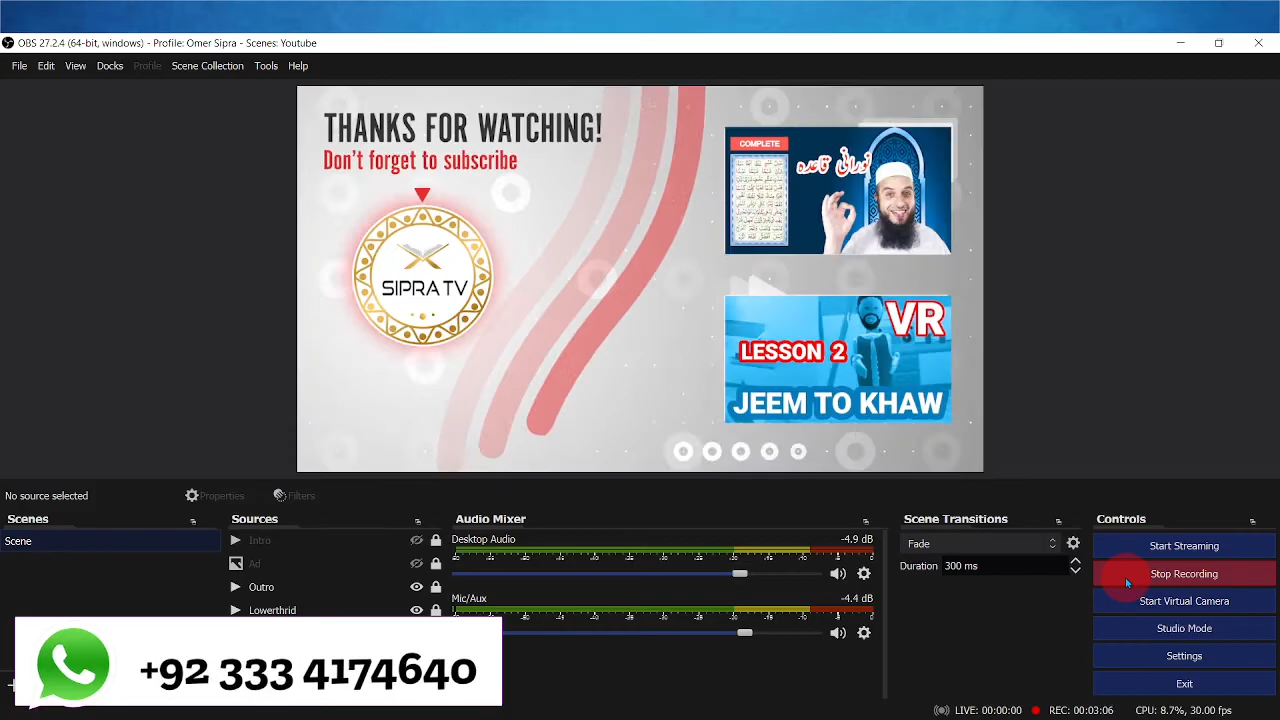 OBS 27.2.4 (64-bit, windows) - Profile: Omer Sipra - Scenes: Youtube
File Edit View Docks Profile Scene Collection Tools Help
THANKS FOR WATCHING!
Don't forget to subscribe
SIPRA TV
COMPLETE
نورانی قاعدہ
VR
LESSON 2
JEEM TO KHAW
No source selected
Properties
Filters
Scenes
Scene
Sources
Intro
Ad
Outro
Lowerthrid
Audio Mixer
Desktop Audio
-4.9 dB
Mic/Aux
-4.4 dB
Scene Transitions
Fade
Duration 300 ms
Controls
Start Streaming
Stop Recording
Start Virtual Camera
Studio Mode
Settings
Exit
+92 333 4174640
LIVE: 00:00:00 REC: 00:03:06 CPU: 8.7%, 30.00 fps